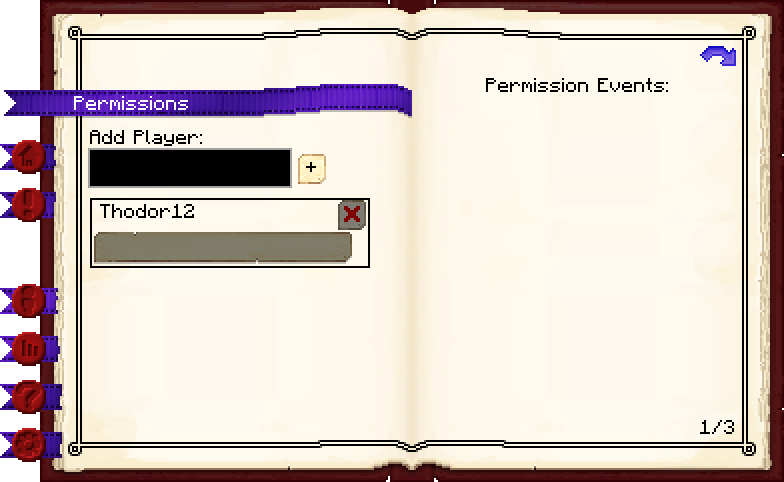 Permissions
Add Player:
+
Thodor12
Permission Events:
1/3